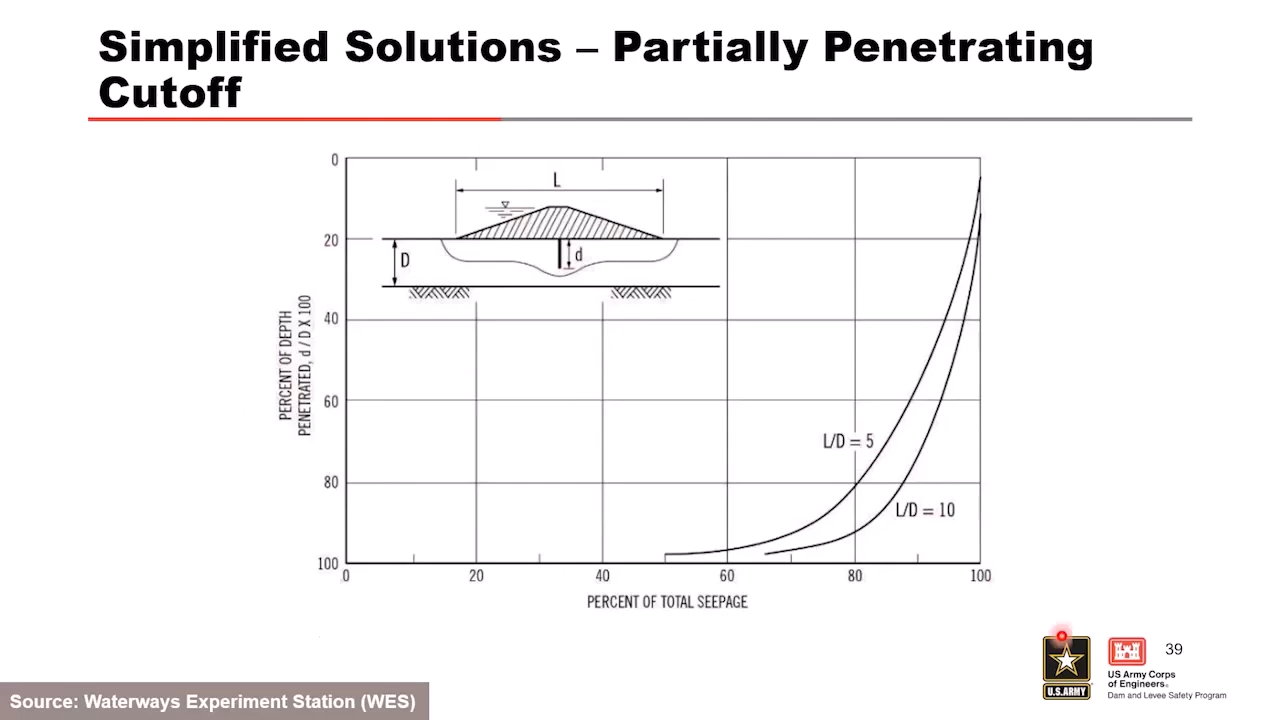 Simplified Solutions – Partially Penetrating
Cutoff
0
20
40
60
80
100
PERCENT OF DEPTH
PENETRATED, d / D X 100
L
D
d
L/D = 5
L/D = 10
0
20
40
60
80
100
PERCENT OF TOTAL SEEPAGE
U.S.ARMY
39
US Army Corps
of Engineers®
Dam and Levee Safety Program
Source: Waterways Experiment Station (WES)